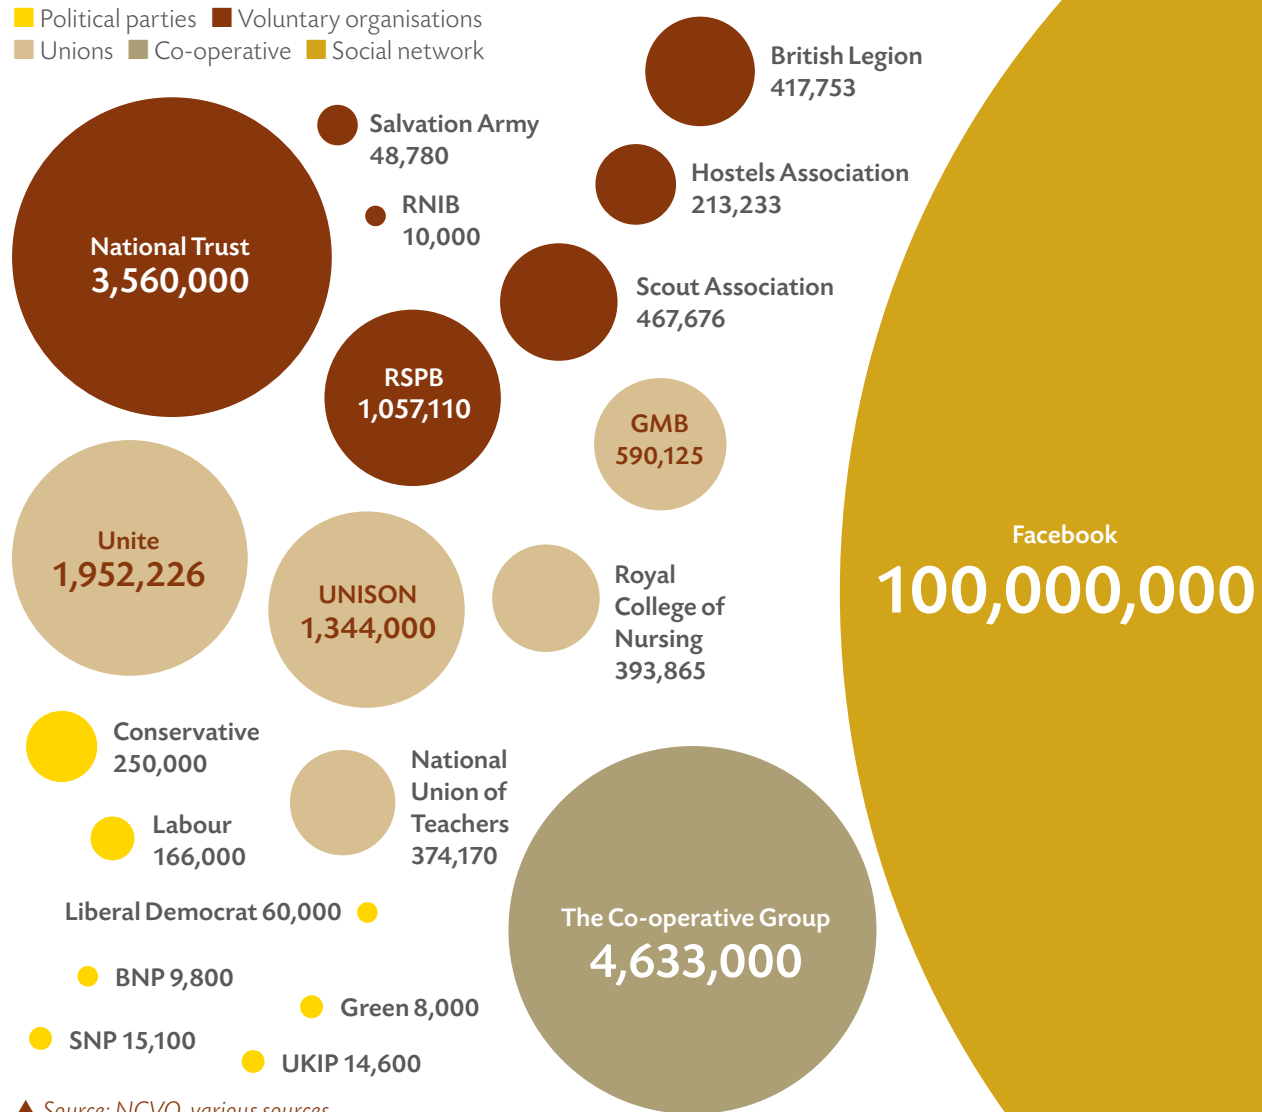 Political parties Voluntary organisations
Unions Co-operative Social network
British Legion
417,753
Salvation Army
48,780
Hostels Association
213,233
RNIB
10,000
National Trust
3,560,000
Scout Association
467,676
RSPB
1,057,110
GMB
590,125
Facebook
100,000,000
Unite
1,952,226
UNISON
1,344,000
Royal
College of
Nursing
393,865
Conservative
250,000
National
Union of
Teachers
374,170
Labour
166,000
Liberal Democrat 60,000
The Co-operative Group
4,633,000
BNP 9,800
Green 8,000
SNP 15,100
UKIP 14,600
Source: NCVO, various sources